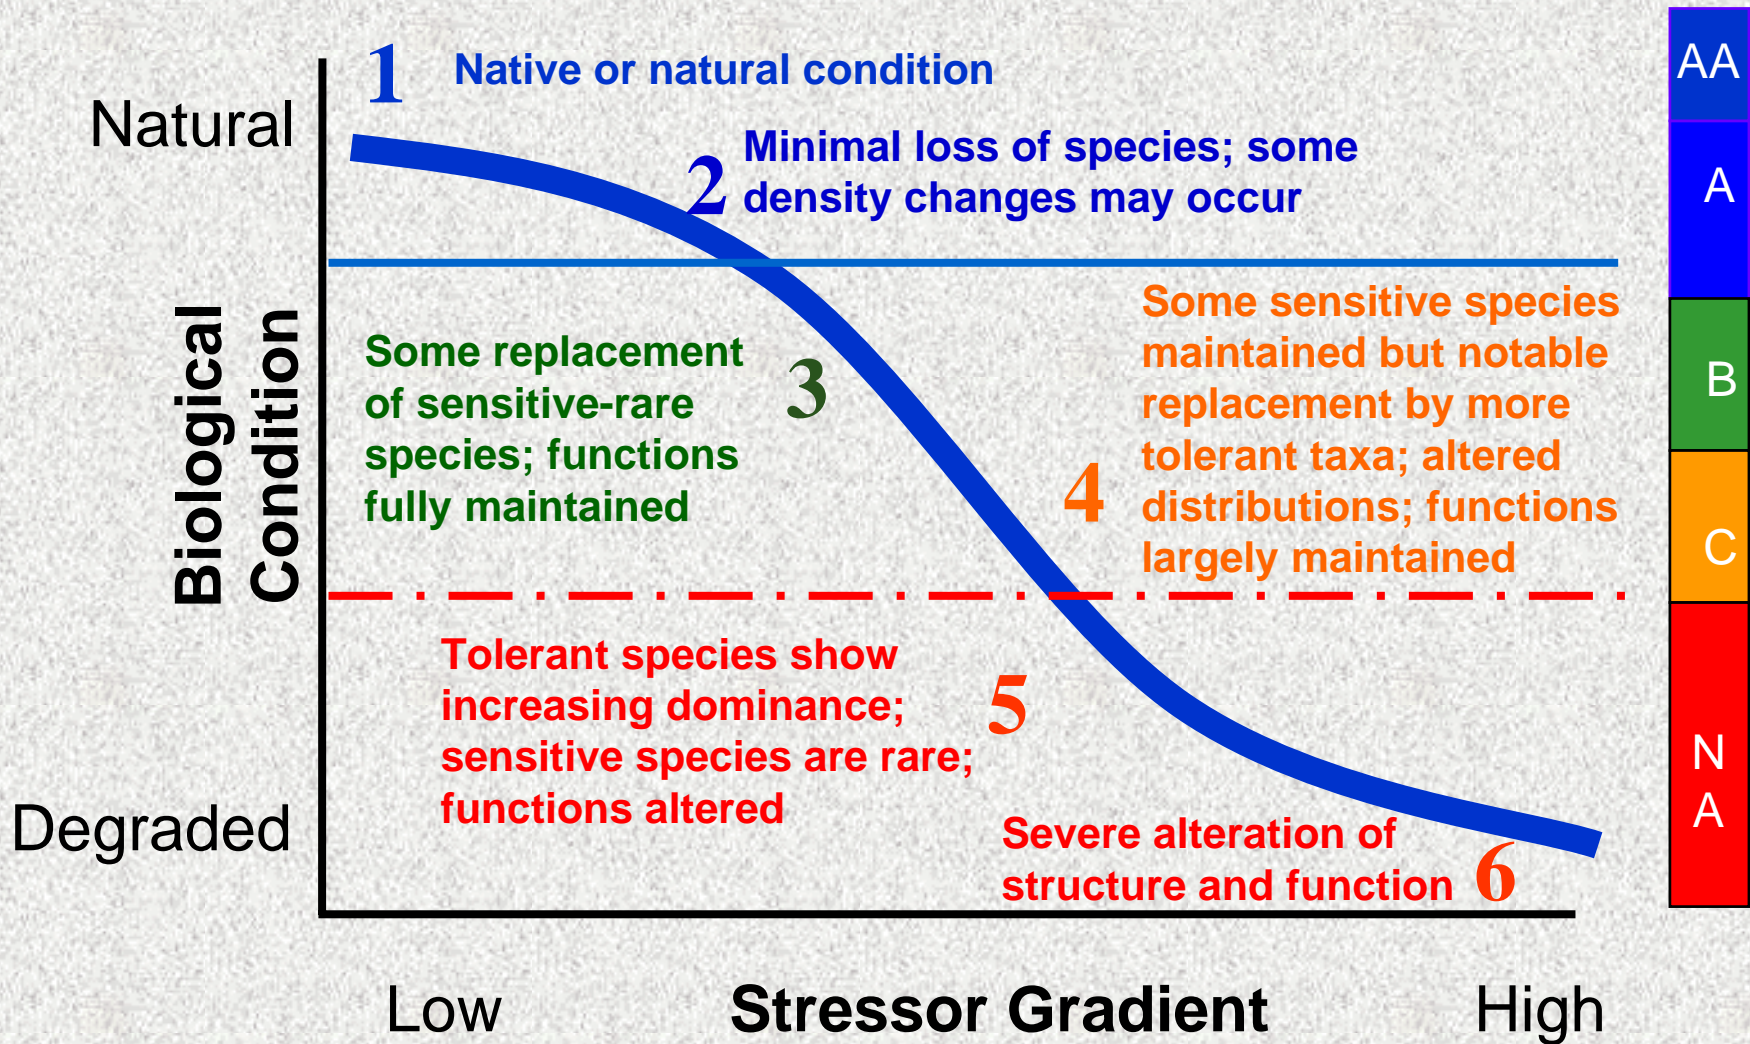 1
Native or natural condition
Natural
2
Minimal loss of species; some
density changes may occur
Biological
Condition
Some replacement
of sensitive-rare
species; functions
fully maintained
3
4
Some sensitive species
maintained but notable
replacement by more
tolerant taxa; altered
distributions; functions
largely maintained
Tolerant species show
increasing dominance;
sensitive species are rare;
functions altered
5
Degraded
Severe alteration of
structure and function
6
Low
Stressor Gradient
High
AA
A
B
C
N
A